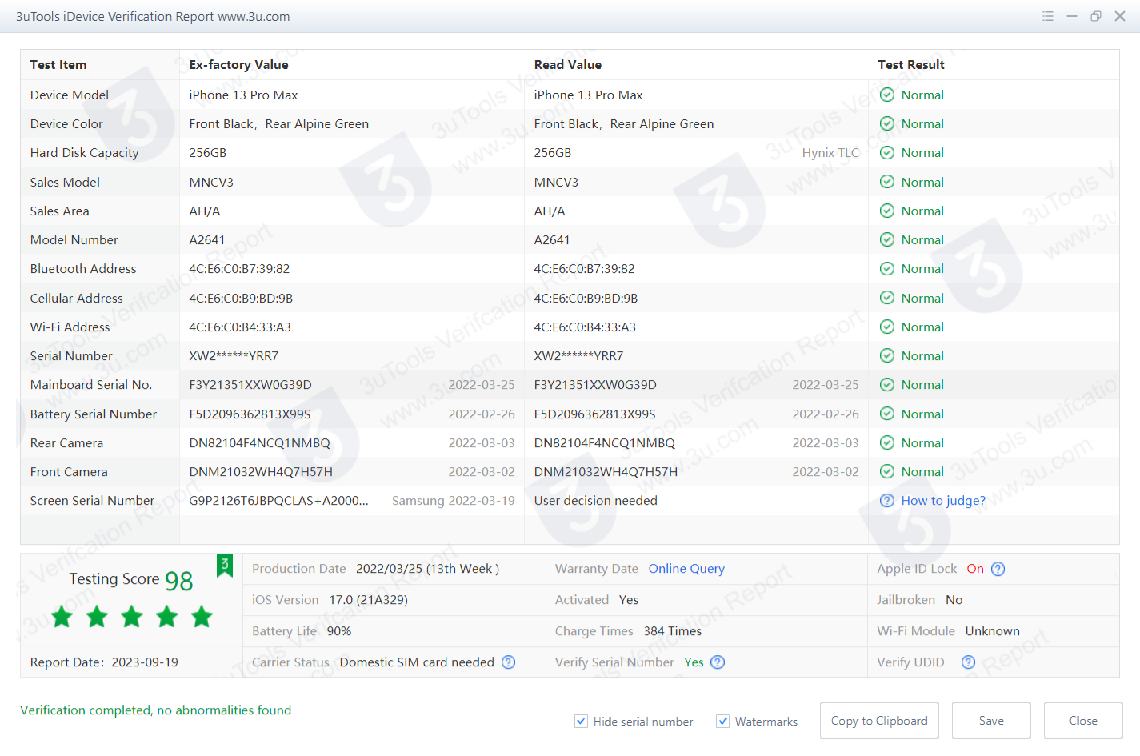 3uTools iDevice Verification Report www.3u.com
Test Item Ex-factory Value Read Value Test Result
Device Model iPhone 13 Pro Max iPhone 13 Pro Max Normal
Device Color Front Black, Rear Alpine Green Front Black, Rear Alpine Green Normal
Hard Disk Capacity 256GB 256GB Hynix TLC Normal
Sales Model MNCV3 MNCV3 Normal
Sales Area AH/A AH/A Normal
Model Number A2641 A2641 Normal
Bluetooth Address 4C:E6:C0:B7:39:82 4C:E6:C0:B7:39:82 Normal
Cellular Address 4C:E6:C0:B9:BD:9B 4C:E6:C0:B9:BD:9B Normal
Wi-Fi Address 4C:E6:C0:B4:33:A3 4C:E6:C0:B4:33:A3 Normal
Serial Number XW2******YRR7 XW2******YRR7 Normal
Mainboard Serial No. F3Y21351XXW0G39D 2022-03-25 F3Y21351XXW0G39D 2022-03-25 Normal
Battery Serial Number F5D2096362813X99S 2022-02-26 F5D2096362813X99S 2022-02-26 Normal
Rear Camera DN82104F4NCQ1NMBQ 2022-03-03 DN82104F4NCQ1NMBQ 2022-03-03 Normal
Front Camera DNM21032WH4Q7H57H 2022-03-02 DNM21032WH4Q7H57H 2022-03-02 Normal
Screen Serial Number G9P2126T6JBPQCLAS+A2000... Samsung 2022-03-19 User decision needed How to judge?
Testing Score 98
Report Date: 2023-09-19
Production Date 2022/03/25 (13th Week ) Warranty Date Online Query Apple ID Lock On
iOS Version 17.0 (21A329) Activated Yes Jailbroken No
Battery Life 90% Charge Times 384 Times Wi-Fi Module Unknown
Carrier Status Domestic SIM card needed Verify Serial Number Yes Verify UDID
Verification completed, no abnormalities found
Hide serial number Watermarks Copy to Clipboard Save Close
3uTools Verifcation Report
www.3u.com